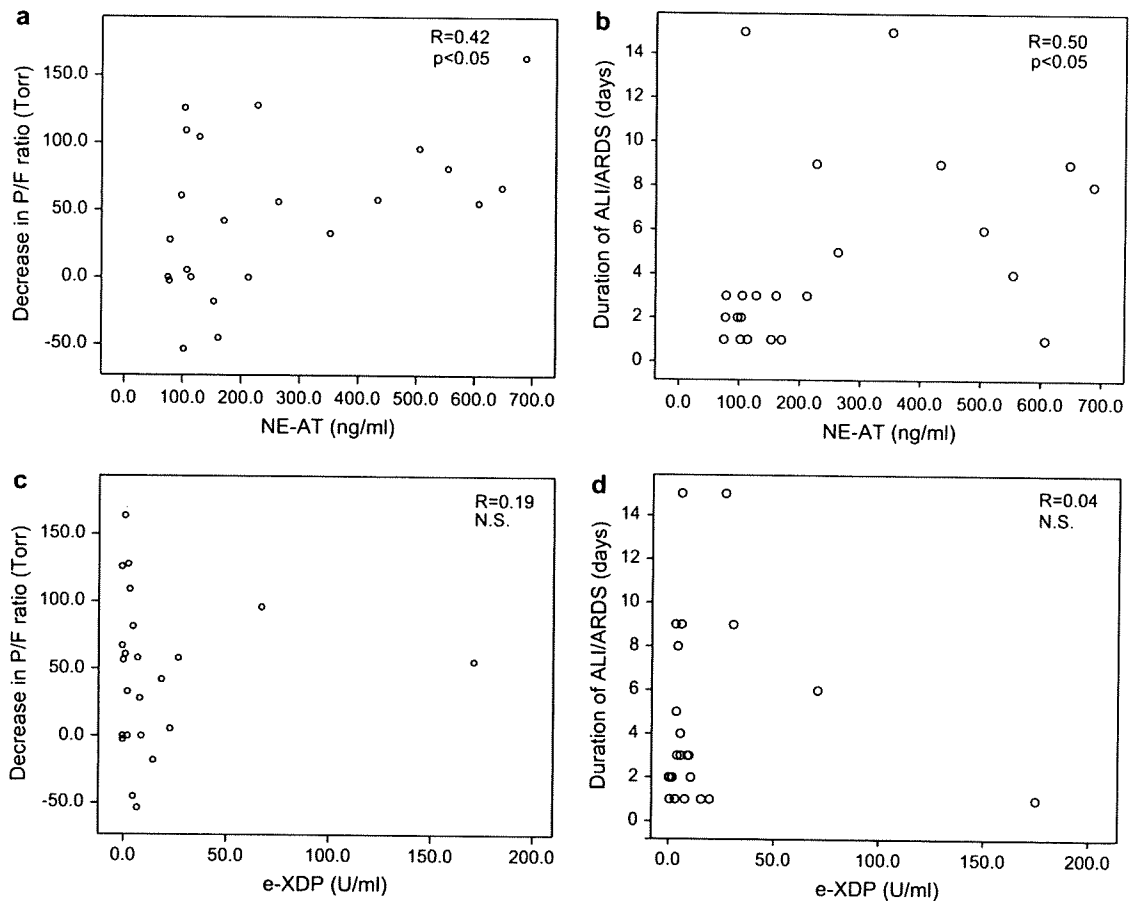 a
R=0.42
p<0.05
Decrease in P/F ratio (Torr)
150.0
100.0
50.0
0.0
-50.0
0.0 100.0 200.0 300.0 400.0 500.0 600.0 700.0
NE-AT (ng/ml)
b
R=0.50
p<0.05
Duration of ALI/ARDS (days)
14
12
10
8
6
4
2
0
0.0 100.0 200.0 300.0 400.0 500.0 600.0 700.0
NE-AT (ng/ml)
c
R=0.19
N.S.
Decrease in P/F ratio (Torr)
150.0
100.0
50.0
0.0
-50.0
0.0 50.0 100.0 150.0 200.0
e-XDP (U/ml)
d
R=0.04
N.S.
Duration of ALI/ARDS (days)
14
12
10
8
6
4
2
0
0.0 50.0 100.0 150.0 200.0
e-XDP (U/ml)